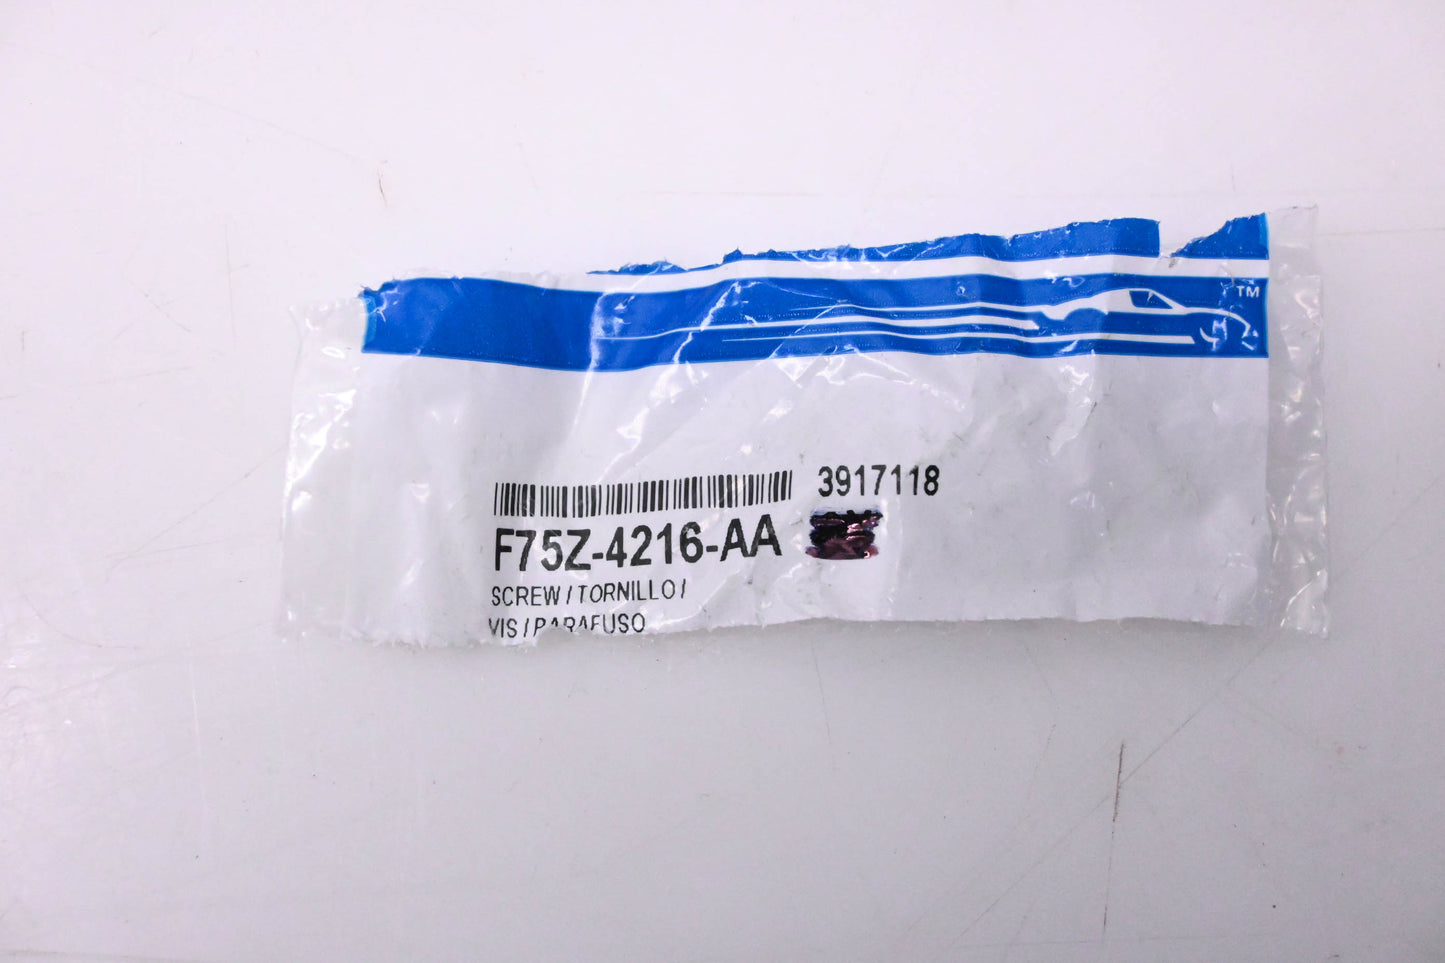 TM
3917118
F75Z-4216-AA
SCREW / TORNILLO /
VIS / PARAFUSO